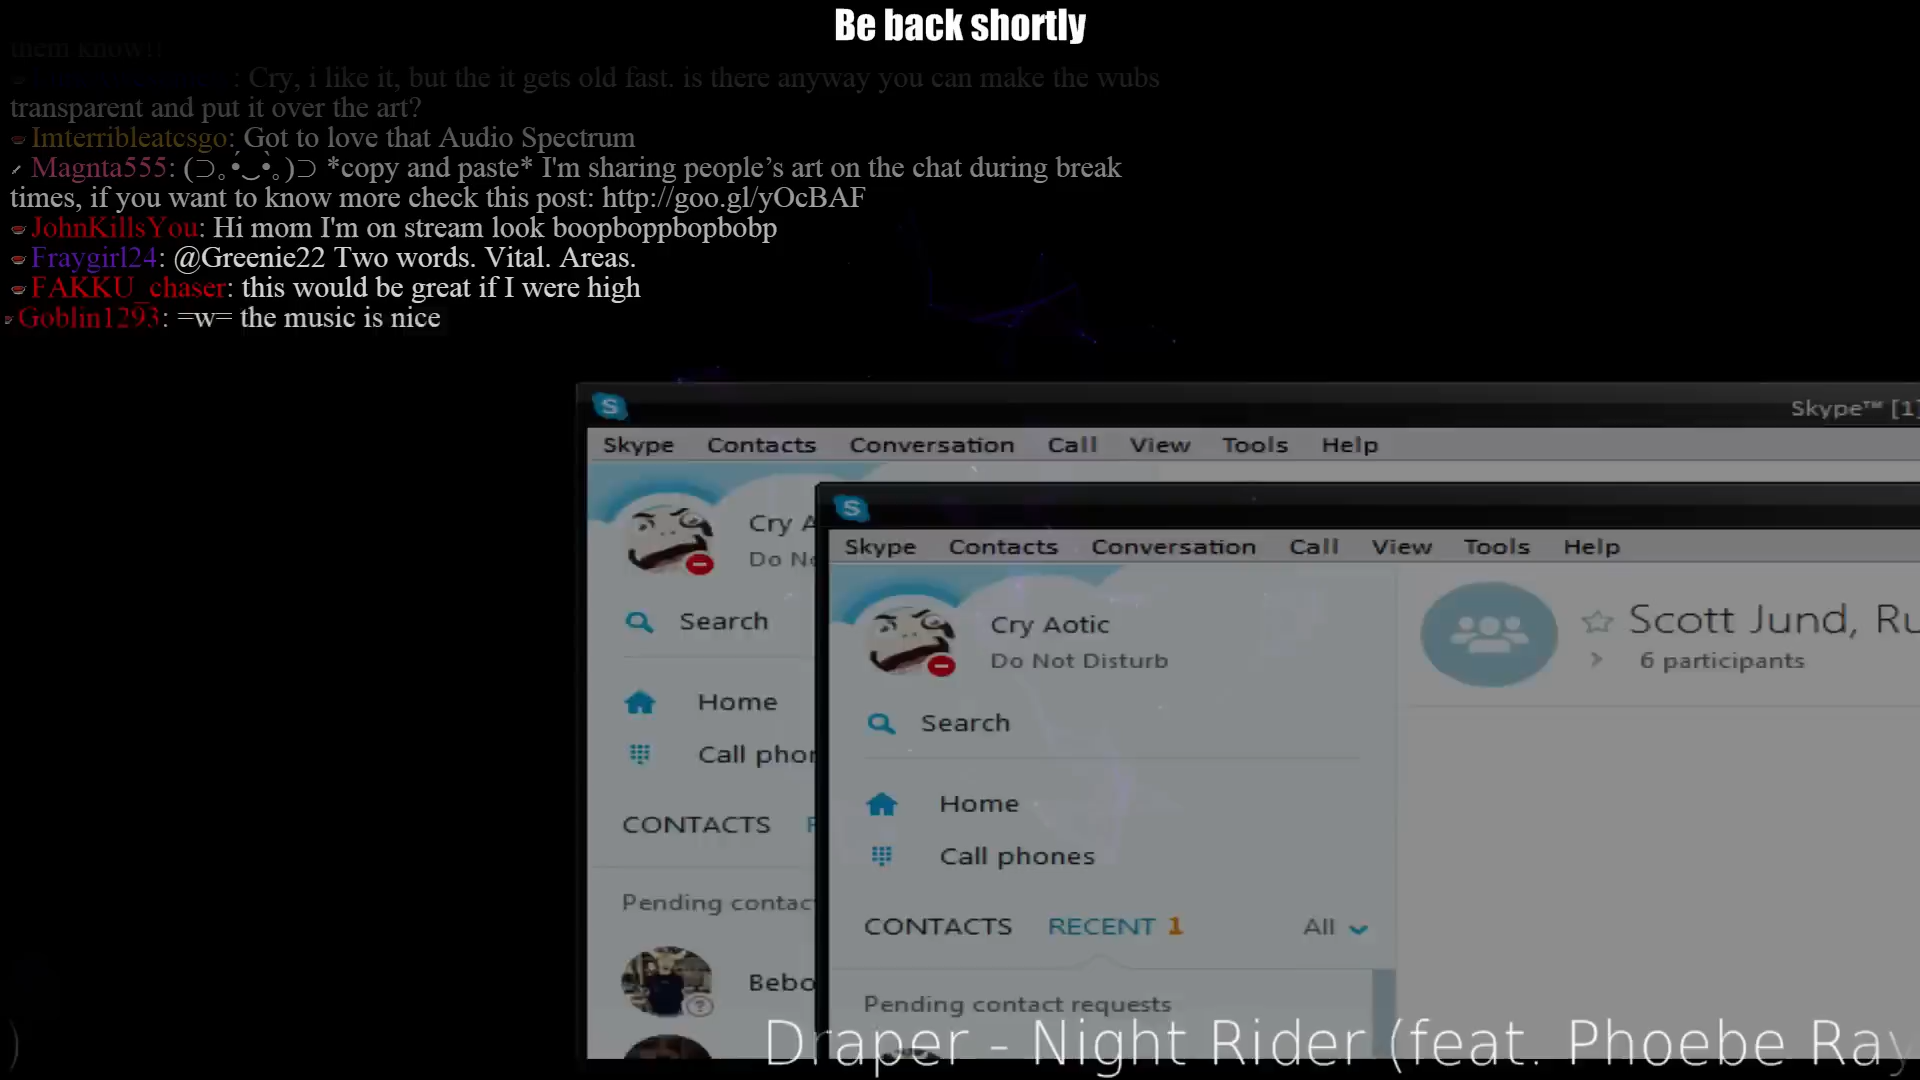 Be back shortly
them know!!
: Cry, i like it, but the it gets old fast. is there anyway you can make the wubs
transparent and put it over the art?
Imterribleatcsgo: Got to love that Audio Spectrum
Magnta555: (⊃｡•́‿•̀｡)⊃ *copy and paste* I'm sharing people’s art on the chat during break
times, if you want to know more check this post: http://goo.gl/yOcBAF
JohnKillsYou: Hi mom I'm on stream look boopboppbopbobp
Fraygirl24: @Greenie22 Two words. Vital. Areas.
FAKKU_chaser: this would be great if I were high
Goblin1293: =w= the music is nice
Skype™ [1]
Skype Contacts Conversation Call View Tools Help
Cry A
Do No
Search
Home
Call phon
CONTACTS
Pending contac
Bebo
Skype Contacts Conversation Call View Tools Help
Cry Aotic
Do Not Disturb
Search
Home
Call phones
CONTACTS RECENT 1 All
Pending contact requests
Scott Jund, Ru
6 participants
) Draper - Night Rider (feat. Phoebe Ray